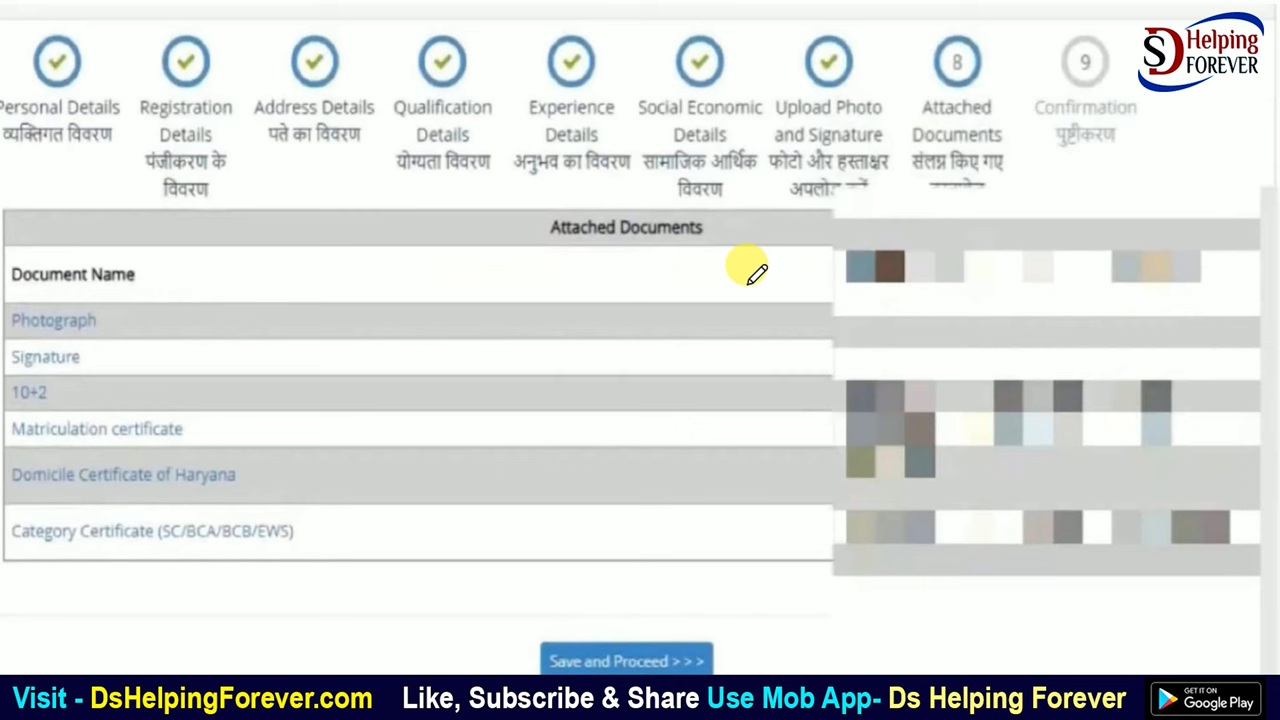 SD Helping
FOREVER
8
9
Personal Details
व्यक्तिगत विवरण
Registration
Details
पंजीकरण के
विवरण
Address Details
पते का विवरण
Qualification
Details
योग्यता विवरण
Experience
Details
अनुभव का विवरण
Social Economic
Details
सामाजिक आर्थिक
विवरण
Upload Photo
and Signature
फोटो और हस्ताक्षर
Attached
Documents
संलग्न किए गए
Confirmation
पुष्टीकरण
Attached Documents
Document Name
Photograph
Signature
10+2
Matriculation certificate
Domicile Certificate of Haryana
Category Certificate (SC/BCA/BCB/EWS)
Save and Proceed > > >
Visit - DsHelpingForever.com Like, Subscribe & Share Use Mob App- Ds Helping Forever
GET IT ON
Google Play